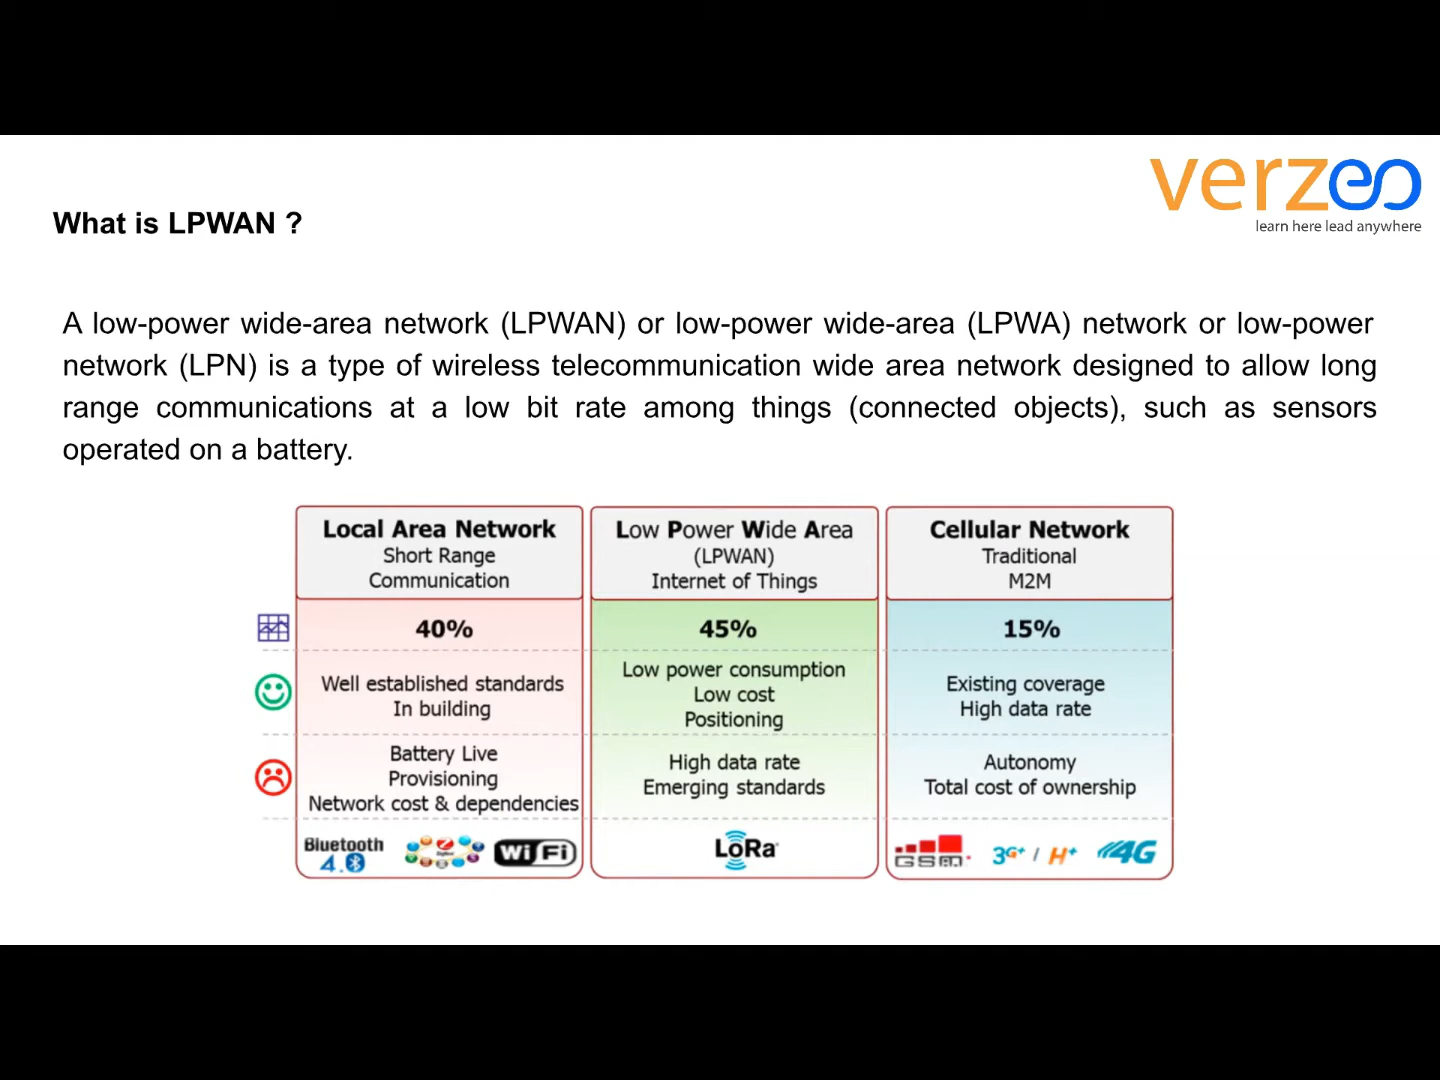 verzeo
learn here lead anywhere
What is LPWAN ?
A low-power wide-area network (LPWAN) or low-power wide-area (LPWA) network or low-power
network (LPN) is a type of wireless telecommunication wide area network designed to allow long
range communications at a low bit rate among things (connected objects), such as sensors
operated on a battery.
Local Area Network
Short Range
Communication
40%
Well established standards
In building
Battery Live
Provisioning
Network cost & dependencies
Bluetooth
4.0
WiFi
Low Power Wide Area
(LPWAN)
Internet of Things
45%
Low power consumption
Low cost
Positioning
High data rate
Emerging standards
LoRa
Cellular Network
Traditional
M2M
15%
Existing coverage
High data rate
Autonomy
Total cost of ownership
GSM
3G+ / H+
4G